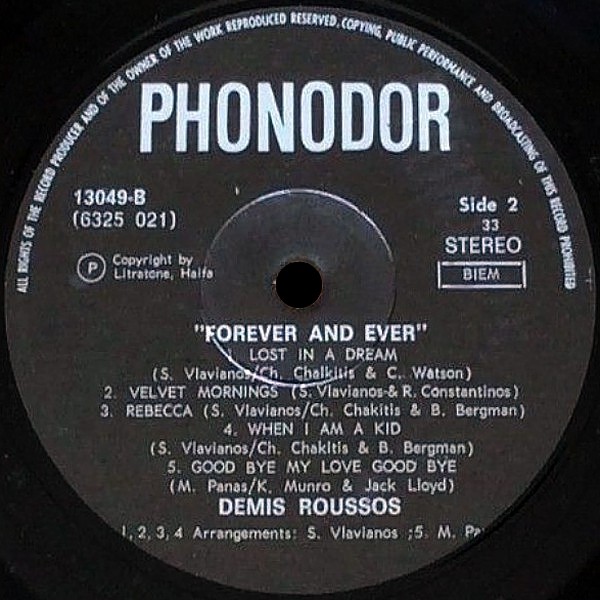 ALL RIGHTS OF THE RECORD PRODUCER AND OF THE OWNER OF THE WORK REPRODUCED RESERVED. COPYING, PUBLIC PERFORMANCE AND BROADCASTING OF THIS RECORD PROHIBITED
PHONODOR
13049-B
(6325 021)
Side 2
33
STEREO
BIEM
P Copyright by
Litratone, Haifa
"FOREVER AND EVER"
1. LOST IN A DREAM
(S. Vlavianos/Ch. Chalkitis & C. Watson)
2. VELVET MORNINGS (S. Vlavianos-& R. Constantinos)
3. REBECCA (S. Vlavianos/Ch. Chakitis & B. Bergman)
4. WHEN I AM A KID
(S. Vlavianos/Ch. Chakitis & B. Bergman)
5. GOOD BYE MY LOVE GOOD BYE
(M. Panas/K. Munro & Jack Lloyd)
DEMIS ROUSSOS
1, 2, 3, 4 Arrangements: S. Vlavianos ;5. M.